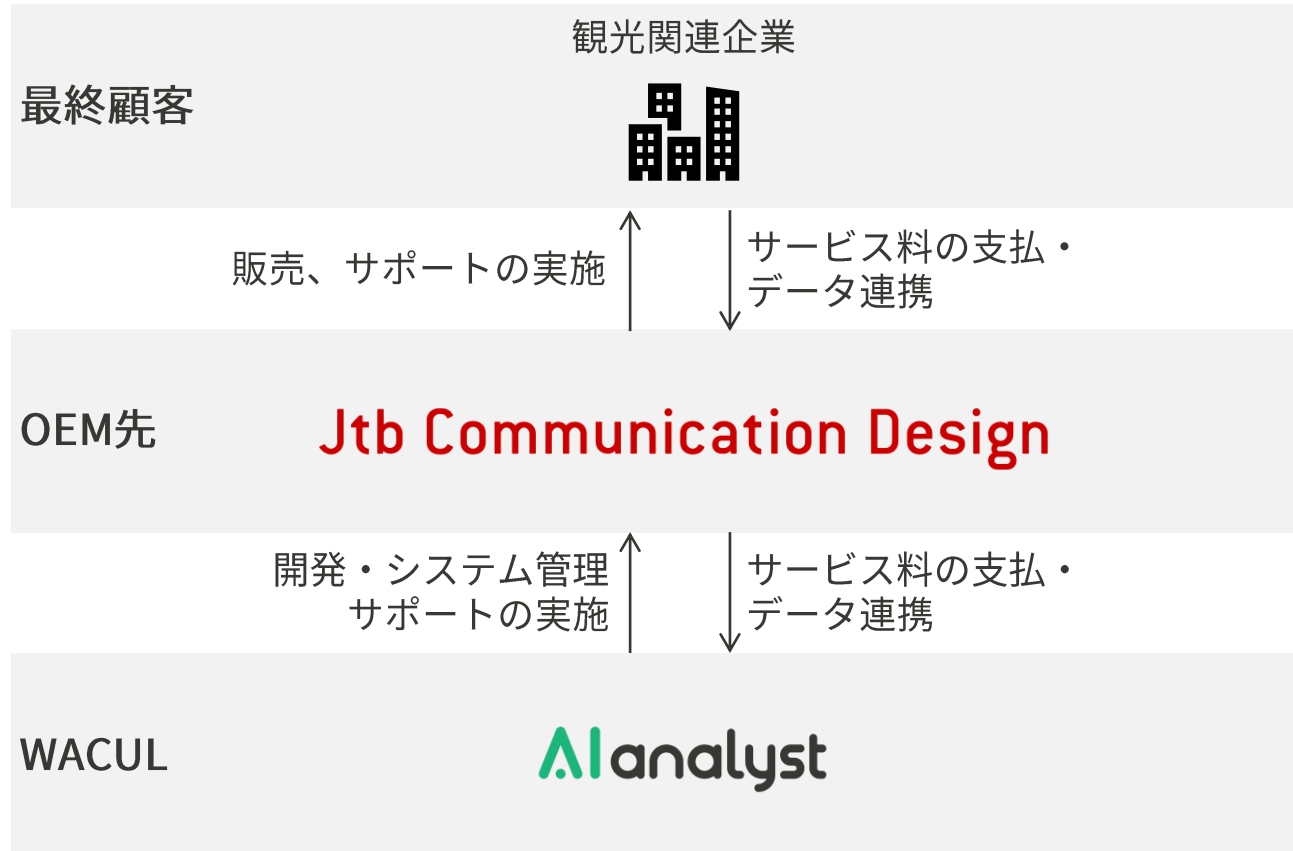 観光関連企業
最終顧客
販売、サポートの実施
サービス料の支払・
データ連携
OEM先
Jtb Communication Design
開発・システム管理
サポートの実施
サービス料の支払・
データ連携
WACUL
AI analyst